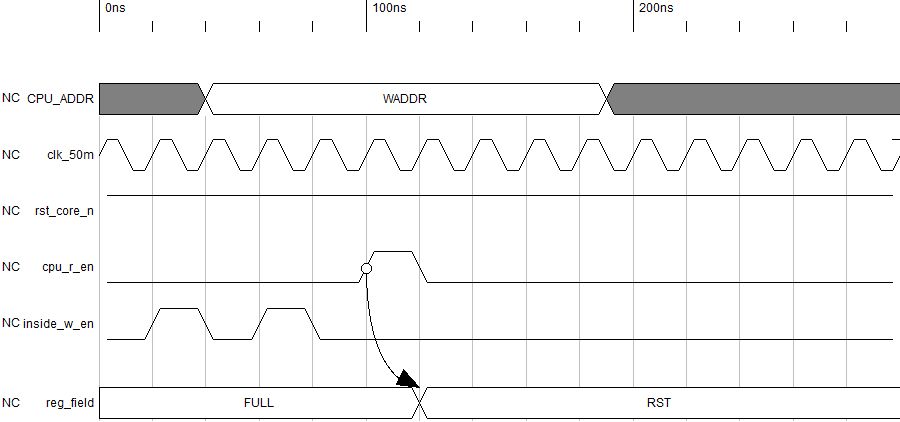 0ns 100ns 200ns
NC CPU_ADDR WADDR
NC clk_50m
NC rst_core_n
NC cpu_r_en
NC inside_w_en
NC reg_field FULL RST